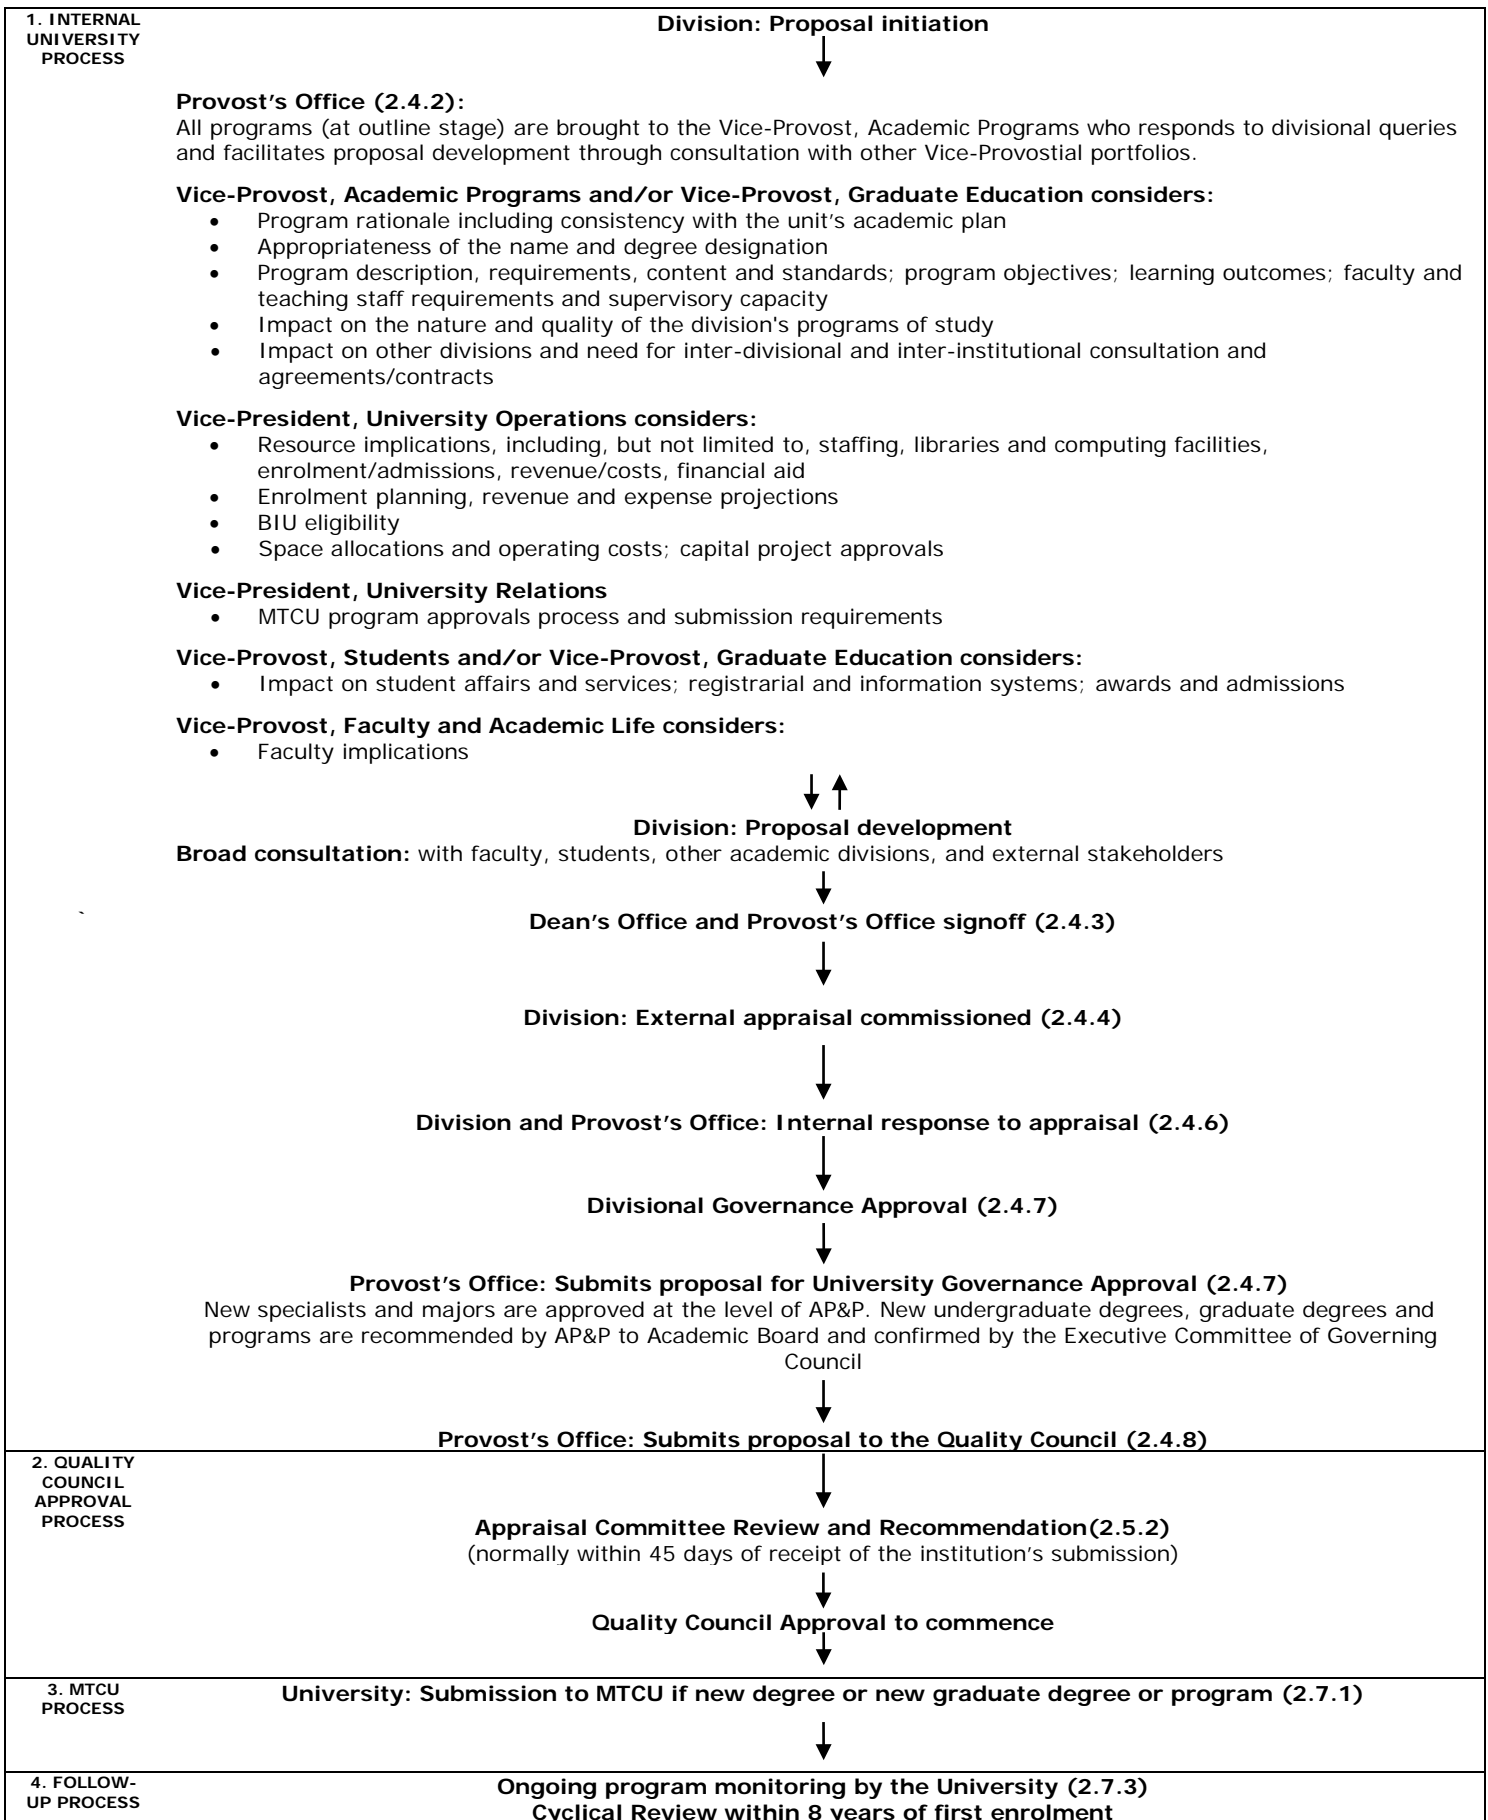 1. INTERNAL
UNIVERSITY
PROCESS
Division: Proposal initiation
Provost’s Office (2.4.2):
All programs (at outline stage) are brought to the Vice-Provost, Academic Programs who responds to divisional queries
and facilitates proposal development through consultation with other Vice-Provostial portfolios.
Vice-Provost, Academic Programs and/or Vice-Provost, Graduate Education considers:
• Program rationale including consistency with the unit’s academic plan
• Appropriateness of the name and degree designation
• Program description, requirements, content and standards; program objectives; learning outcomes; faculty and
teaching staff requirements and supervisory capacity
• Impact on the nature and quality of the division's programs of study
• Impact on other divisions and need for inter-divisional and inter-institutional consultation and
agreements/contracts
Vice-President, University Operations considers:
• Resource implications, including, but not limited to, staffing, libraries and computing facilities,
enrolment/admissions, revenue/costs, financial aid
• Enrolment planning, revenue and expense projections
• BIU eligibility
• Space allocations and operating costs; capital project approvals
Vice-President, University Relations
• MTCU program approvals process and submission requirements
Vice-Provost, Students and/or Vice-Provost, Graduate Education considers:
• Impact on student affairs and services; registrarial and information systems; awards and admissions
Vice-Provost, Faculty and Academic Life considers:
• Faculty implications
Division: Proposal development
Broad consultation: with faculty, students, other academic divisions, and external stakeholders
`
Dean’s Office and Provost’s Office signoff (2.4.3)
Division: External appraisal commissioned (2.4.4)
Division and Provost’s Office: Internal response to appraisal (2.4.6)
Divisional Governance Approval (2.4.7)
Provost’s Office: Submits proposal for University Governance Approval (2.4.7)
New specialists and majors are approved at the level of AP&P. New undergraduate degrees, graduate degrees and
programs are recommended by AP&P to Academic Board and confirmed by the Executive Committee of Governing
Council
Provost’s Office: Submits proposal to the Quality Council (2.4.8)
2. QUALITY
COUNCIL
APPROVAL
PROCESS
Appraisal Committee Review and Recommendation(2.5.2)
(normally within 45 days of receipt of the institution’s submission)
Quality Council Approval to commence
3. MTCU
PROCESS
University: Submission to MTCU if new degree or new graduate degree or program (2.7.1)
4. FOLLOW-
UP PROCESS
Ongoing program monitoring by the University (2.7.3)
Cyclical Review within 8 years of first enrolment